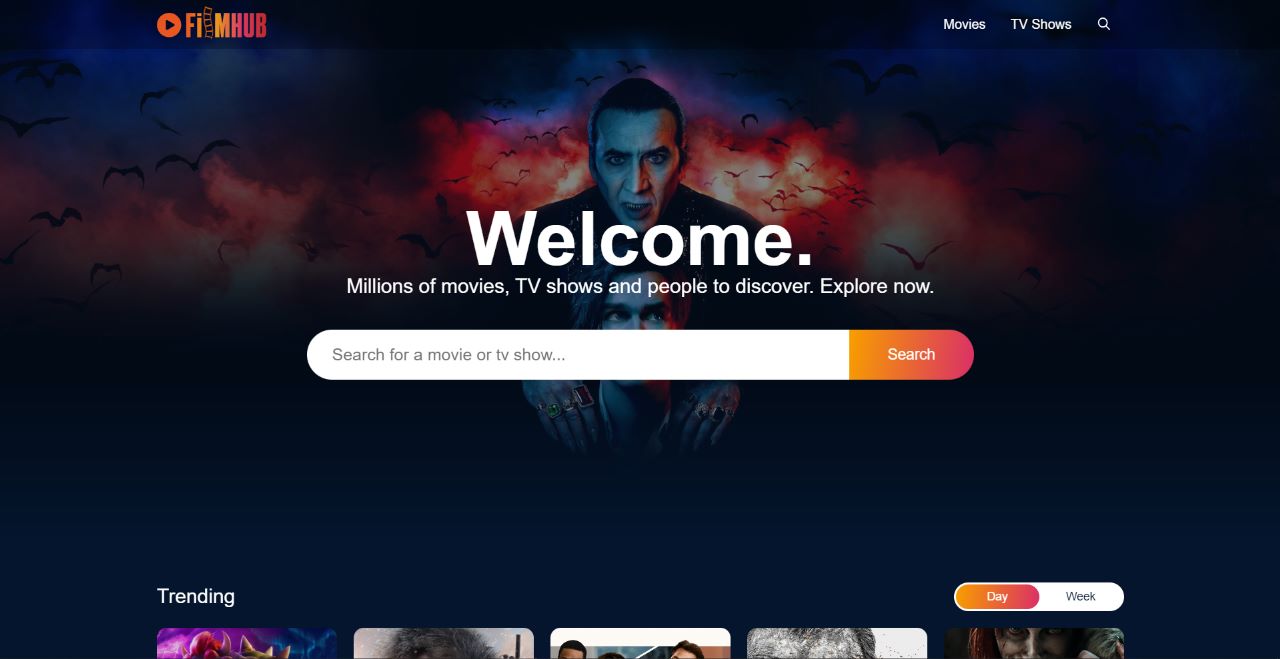 FilmHUB
Movies
TV Shows
Welcome.
Millions of movies, TV shows and people to discover. Explore now.
Search for a movie or tv show...
Search
Trending
Day
Week